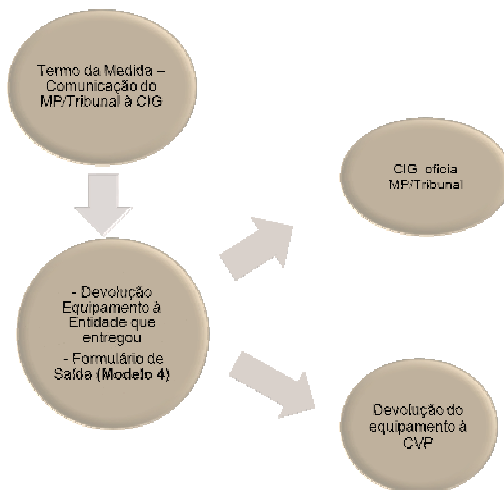 Termo da Medida –
Comunicação do
MP/Tribunal à CIG
CIG oficia
MP/Tribunal
- Devolução
Equipamento à
Entidade que
entregou
- Formulário de
Saída (Modelo 4)
Devolução do
equipamento à
CVP